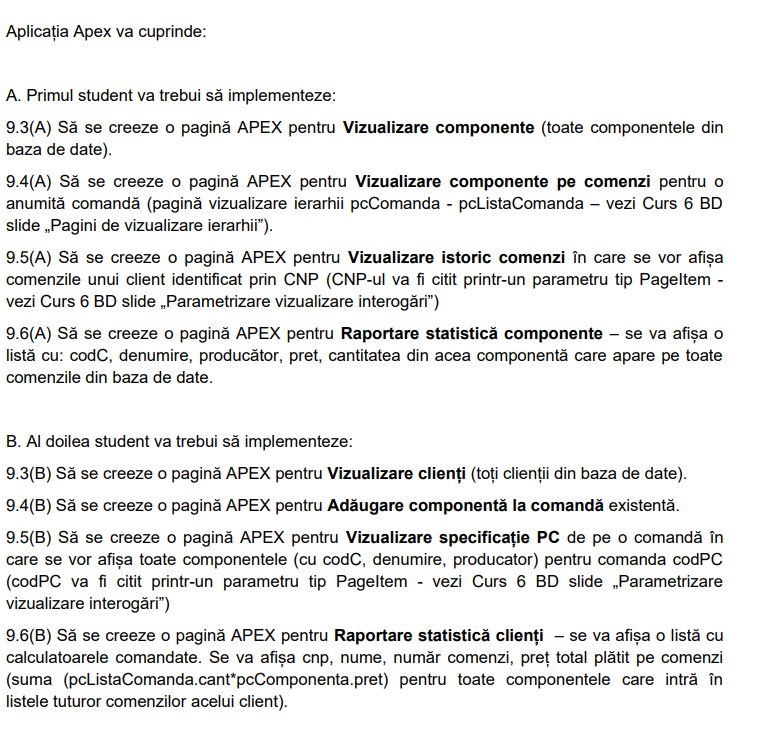 Aplicația Apex va cuprinde:
A. Primul student va trebui să implementeze:
9.3(A) Să se creeze o pagină APEX pentru Vizualizare componente (toate componentele din
baza de date).
9.4(A) Să se creeze o pagină APEX pentru Vizualizare componente pe comenzi pentru o
anumită comandă (pagină vizualizare ierarhii pcComanda - pcListaComanda – vezi Curs 6 BD
slide „Pagini de vizualizare ierarhii”).
9.5(A) Să se creeze o pagină APEX pentru Vizualizare istoric comenzi în care se vor afișa
comenzile unui client identificat prin CNP (CNP-ul va fi citit printr-un parametru tip PageItem -
vezi Curs 6 BD slide „Parametrizare vizualizare interogări”)
9.6(A) Să se creeze o pagină APEX pentru Raportare statistică componente – se va afișa o
listă cu: codC, denumire, producător, pret, cantitatea din acea componentă care apare pe toate
comenzile din baza de date.
B. Al doilea student va trebui să implementeze:
9.3(B) Să se creeze o pagină APEX pentru Vizualizare clienți (toți clienții din baza de date).
9.4(B) Să se creeze o pagină APEX pentru Adăugare componentă la comandă existentă.
9.5(B) Să se creeze o pagină APEX pentru Vizualizare specificație PC de pe o comandă în
care se vor afișa toate componentele (cu codC, denumire, producator) pentru comanda codPC
(codPC va fi citit printr-un parametru tip PageItem - vezi Curs 6 BD slide „Parametrizare
vizualizare interogări”)
9.6(B) Să se creeze o pagină APEX pentru Raportare statistică clienți – se va afișa o listă cu
calculatoarele comandate. Se va afișa cnp, nume, număr comenzi, preț total plătit pe comenzi
(suma (pcListaComanda.cant*pcComponenta.pret) pentru toate componentele care intră în
listele tuturor comenzilor acelui client).